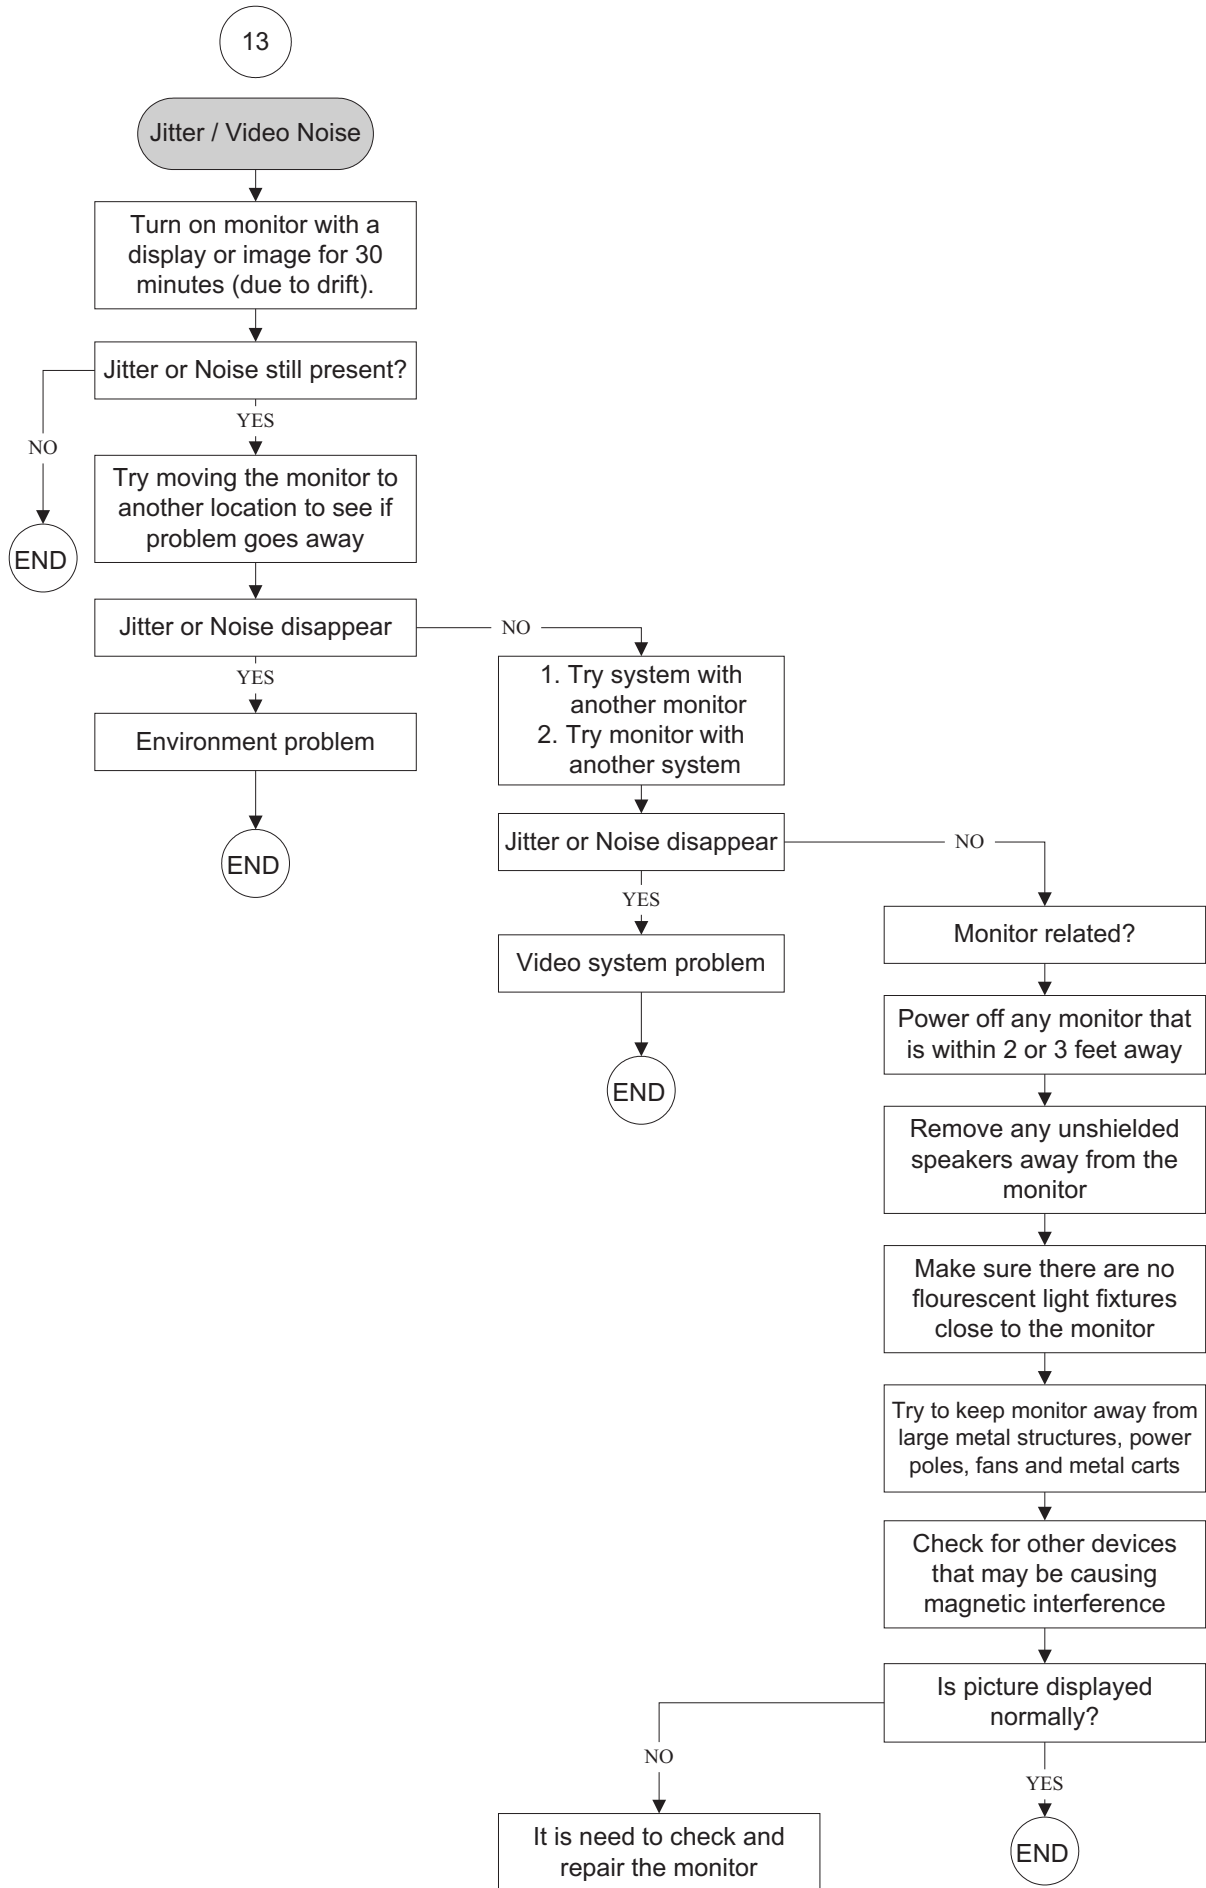 13
Jitter / Video Noise
Turn on monitor with a
display or image for 30
minutes (due to drift).
Jitter or Noise still present?
NO
YES
END
Try moving the monitor to
another location to see if
problem goes away
Jitter or Noise disappear
NO
YES
Environment problem
END
1. Try system with
another monitor
2. Try monitor with
another system
Jitter or Noise disappear
NO
YES
Video system problem
END
Monitor related?
Power off any monitor that
is within 2 or 3 feet away
Remove any unshielded
speakers away from the
monitor
Make sure there are no
flourescent light fixtures
close to the monitor
Try to keep monitor away from
large metal structures, power
poles, fans and metal carts
Check for other devices
that may be causing
magnetic interference
Is picture displayed
normally?
NO
YES
It is need to check and
repair the monitor
END